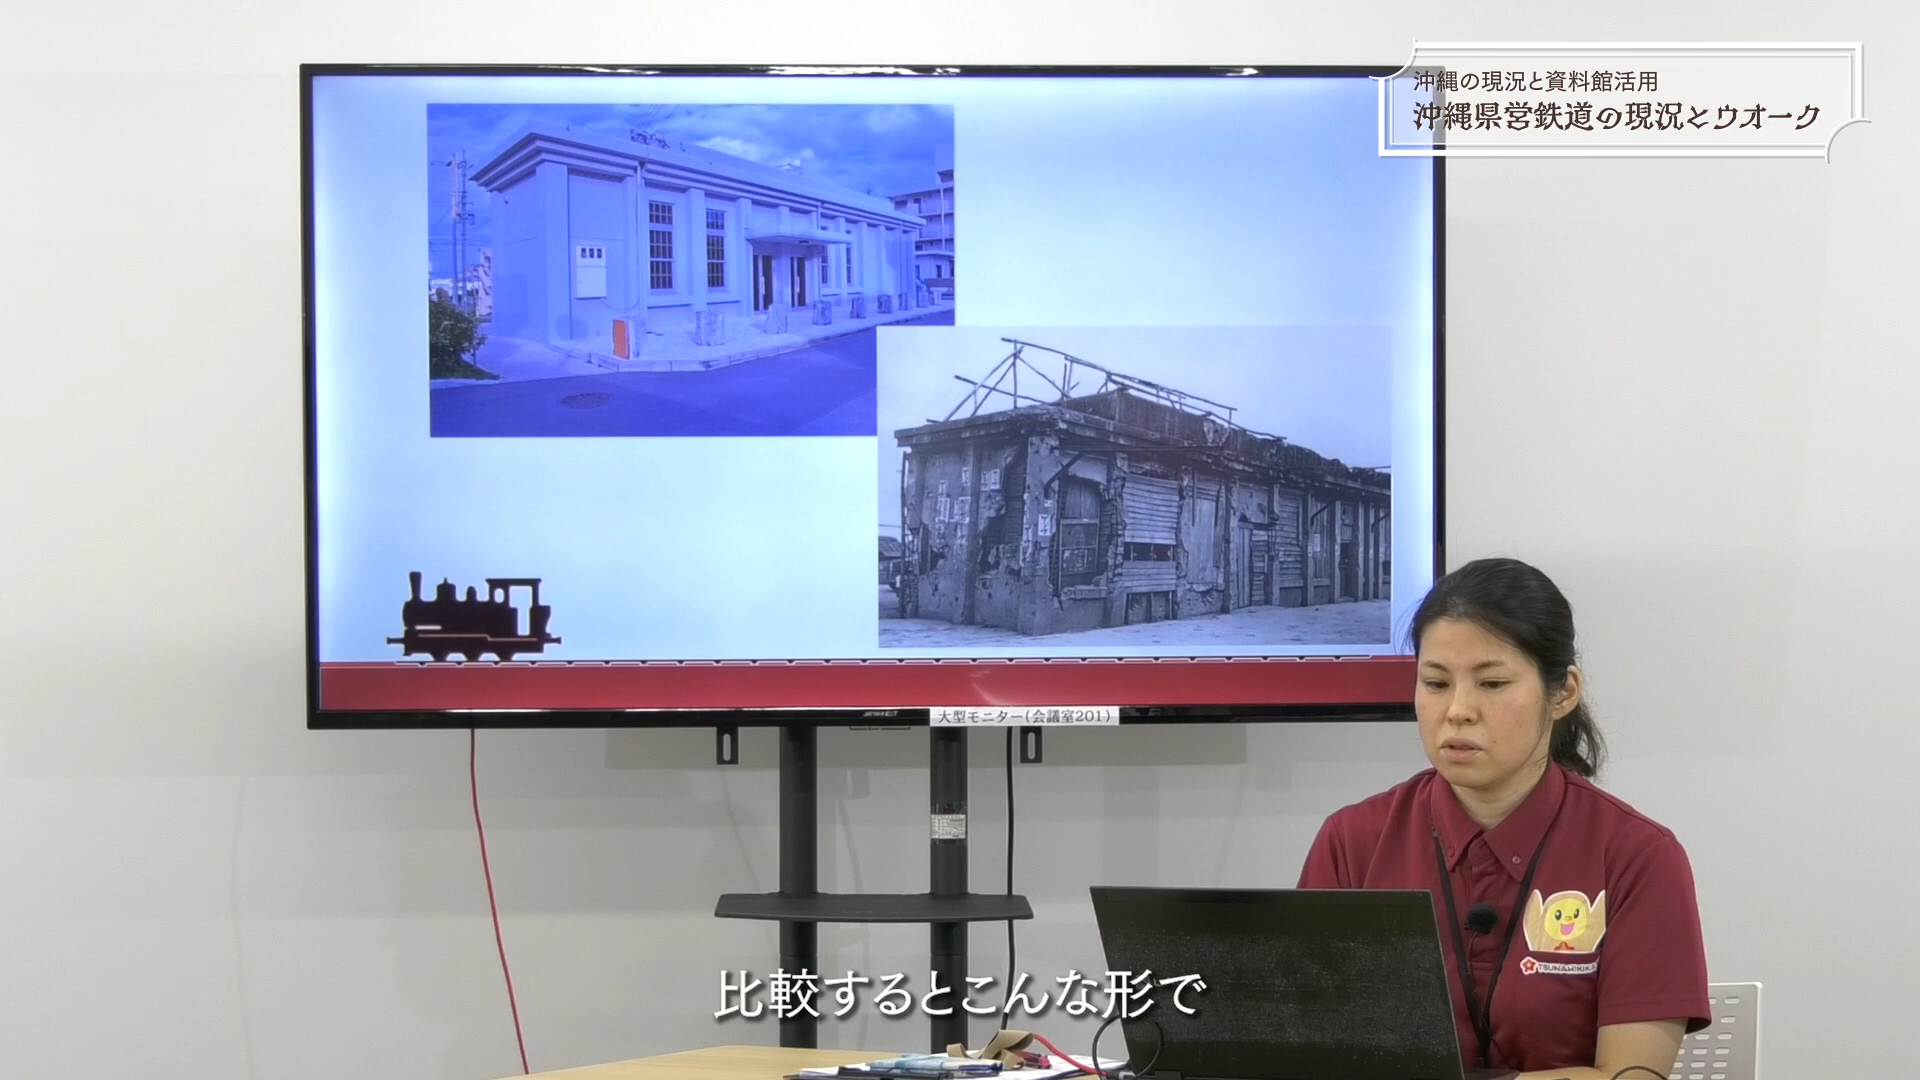 沖縄の現況と資料館活用
沖縄県営鉄道の現況とウオーク
大型モニター(会議室201)
TSUNAHIKIKA
比較するとこんな形で